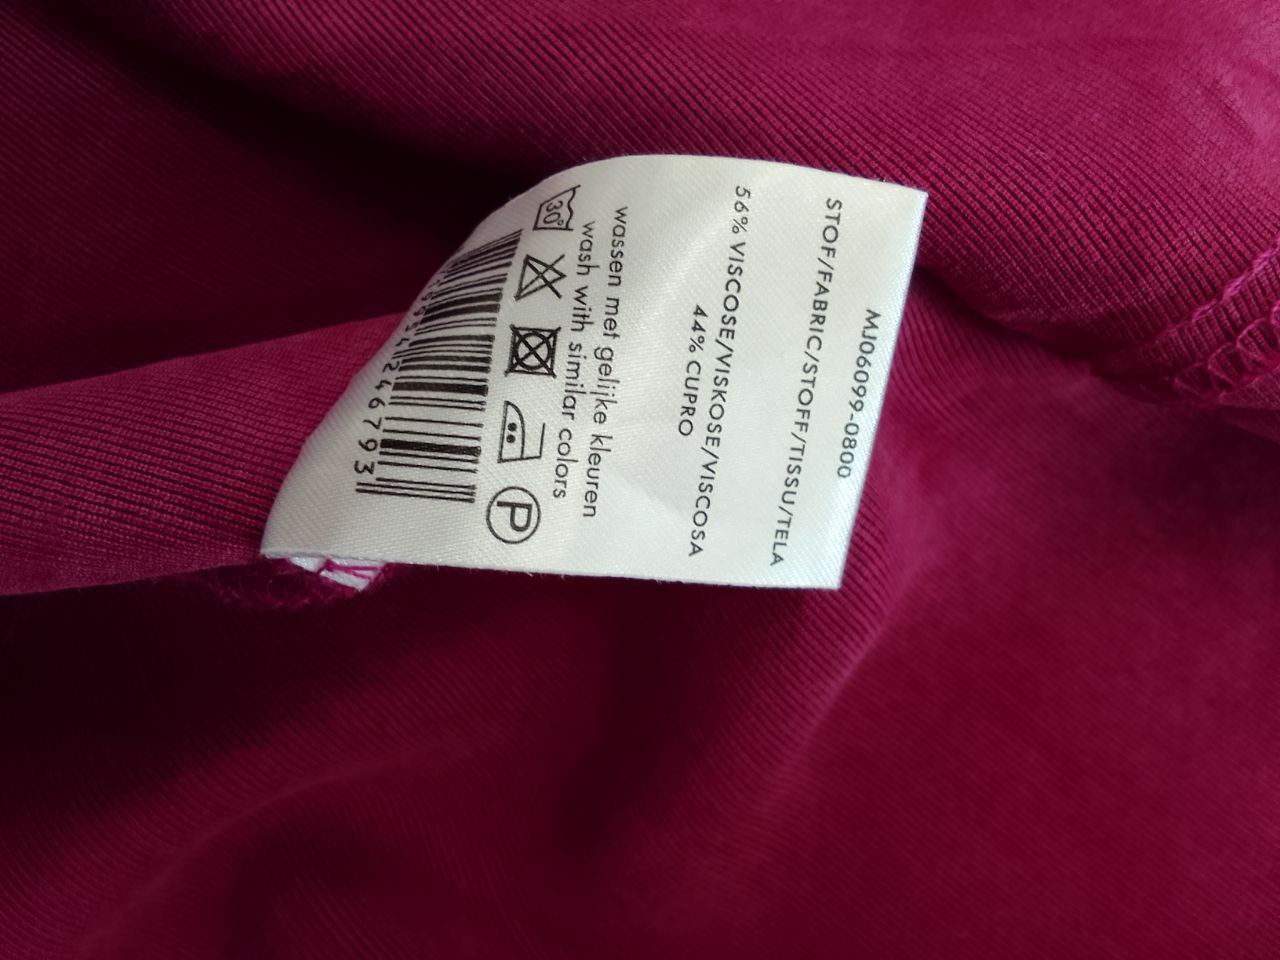 MJ06099-0800
STOF/FABRIC/STOFF/TISSU/TELA
56% VISCOSE/VISKOSE/VISCOSA
44% CUPRO
wassen met gelijke kleuren
wash with similar colors
30° P